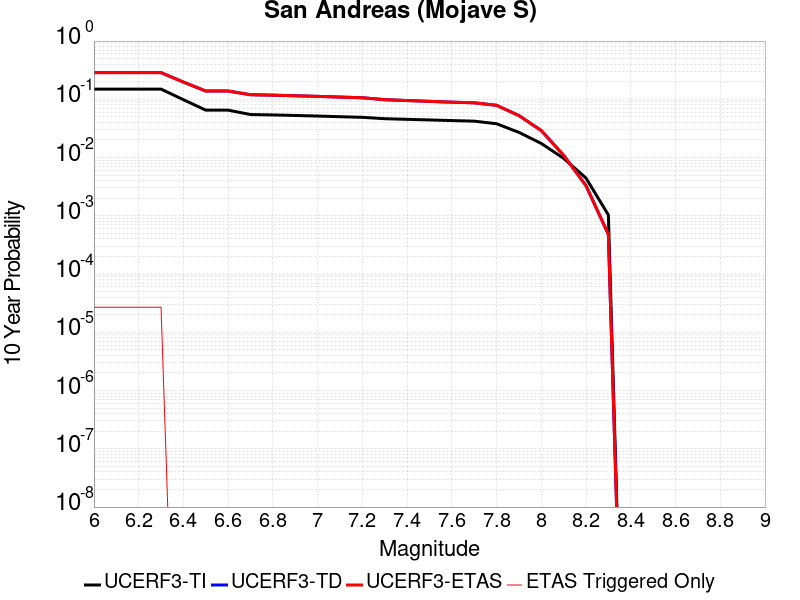 San Andreas (Mojave S)
10^0
10^-1
10^-2
10^-3
10^-4
10^-5
10^-6
10^-7
10^-8
10 Year Probability
6 6.2 6.4 6.6 6.8 7 7.2 7.4 7.6 7.8 8 8.2 8.4 8.6 8.8 9
Magnitude
UCERF3-TI UCERF3-TD UCERF3-ETAS ETAS Triggered Only